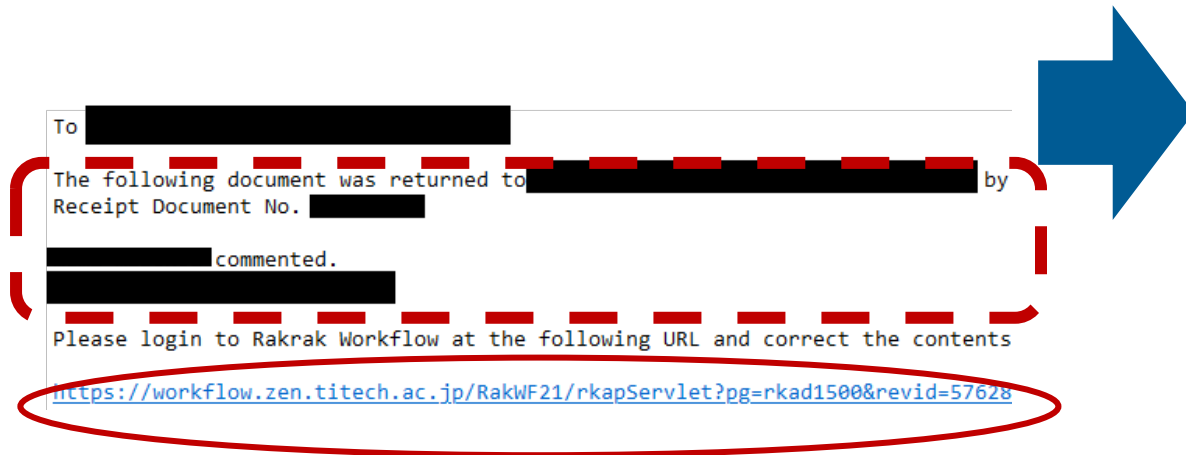 To
The following document was returned to by
Receipt Document No.
commented.
Please login to Rakrak Workflow at the following URL and correct the contents
https://workflow.zen.titech.ac.jp/RakWF21/rkapServlet?pg=rkad1500&revid=57628